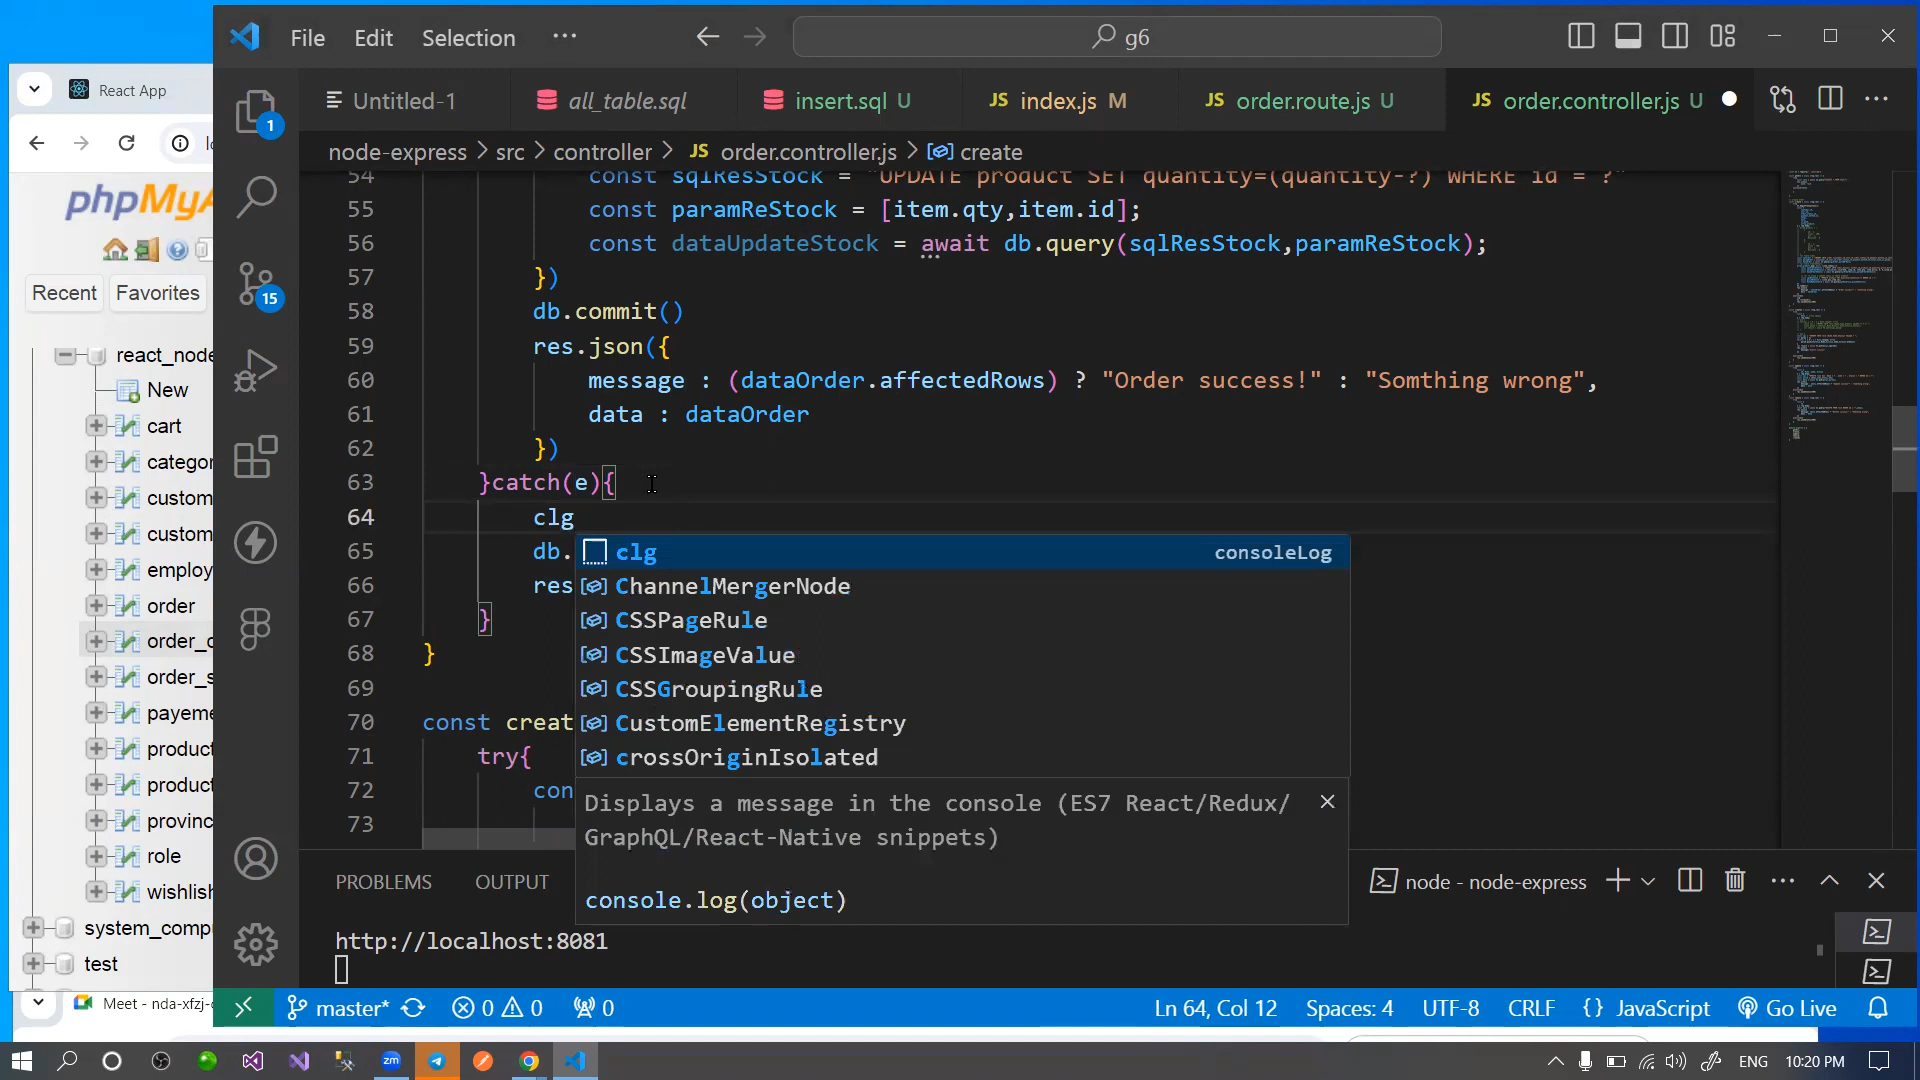 File
Edit
Selection
g6
React App
Untitled-1
all_table.sql
insert.sql U
JS index.js M
JS order.route.js U
JS order.controller.js U
node-express > src > controller > JS order.controller.js > create
phpMyA
Recent
Favorites
react_node
New
cart
categor
custom
custom
employ
order
order_
order_s
payeme
product
product
provinc
role
wishlish
system_comp
test
Meet - nda-xfzj-
54 const sqlResStock = "UPDATE product SET quantity=(quantity-?) WHERE id = ?"
55 const paramReStock = [item.qty,item.id];
56 const dataUpdateStock = await db.query(sqlResStock,paramReStock);
57 })
58 db.commit()
59 res.json({
60 message : (dataOrder.affectedRows) ? "Order success!" : "Somthing wrong",
61 data : dataOrder
62 })
63 }catch(e){
64 clg
65 db.
66 res
67 }
68 }
69
70 const creat
71 try{
72 con
73
clg consoleLog
ChannelMergerNode
CSSPageRule
CSSImageValue
CSSGroupingRule
CustomElementRegistry
crossOriginIsolated
Displays a message in the console (ES7 React/Redux/
GraphQL/React-Native snippets)
console.log(object)
PROBLEMS
OUTPUT
node - node-express
http://localhost:8081
1
15
master*
0
0
0
Ln 64, Col 12
Spaces: 4
UTF-8
CRLF
{} JavaScript
Go Live
zm
ENG
10:20 PM